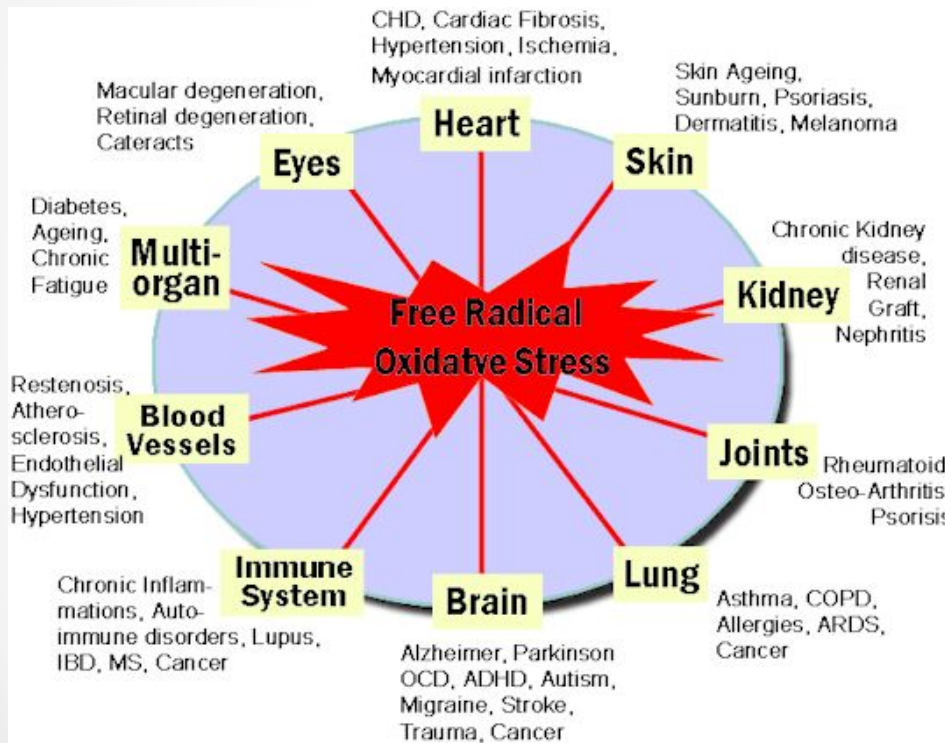 CHD, Cardiac Fibrosis,
Hypertension, Ischemia,
Myocardial infarction
Heart
Skin Ageing,
Sunburn, Psoriasis,
Dermatitis, Melanoma
Skin
Chronic Kidney
disease,
Renal
Graft,
Nephritis
Kidney
Joints
Rheumatoid
Osteo-Arthritis
Psorisis
Lung
Asthma, COPD,
Allergies, ARDS,
Cancer
Brain
Alzheimer, Parkinson
OCD, ADHD, Autism,
Migraine, Stroke,
Trauma, Cancer
Immune
System
Chronic Inflam-
mations, Auto-
immune disorders, Lupus,
IBD, MS, Cancer
Blood
Vessels
Restenosis,
Athero-
sclerosis,
Endothelial
Dysfunction,
Hypertension
Multi-
organ
Diabetes,
Ageing,
Chronic
Fatigue
Eyes
Macular degeneration,
Retinal degeneration,
Cateracts
Free Radical
Oxidatve Stress